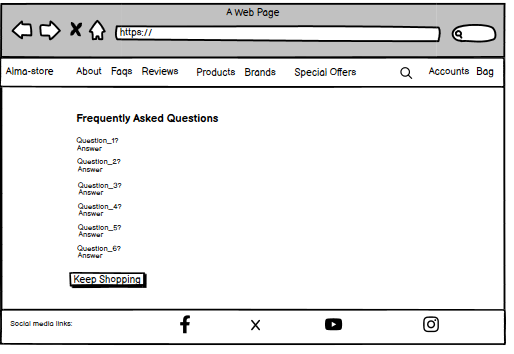 A Web Page
https://
Alma-store About Faqs Reviews Products Brands Special Offers Accounts Bag
Frequently Asked Questions
Question_1?
Answer
Question_2?
Answer
Question_3?
Answer
Question_4?
Answer
Question_5?
Answer
Question_6?
Answer
Keep Shopping
Social media links: